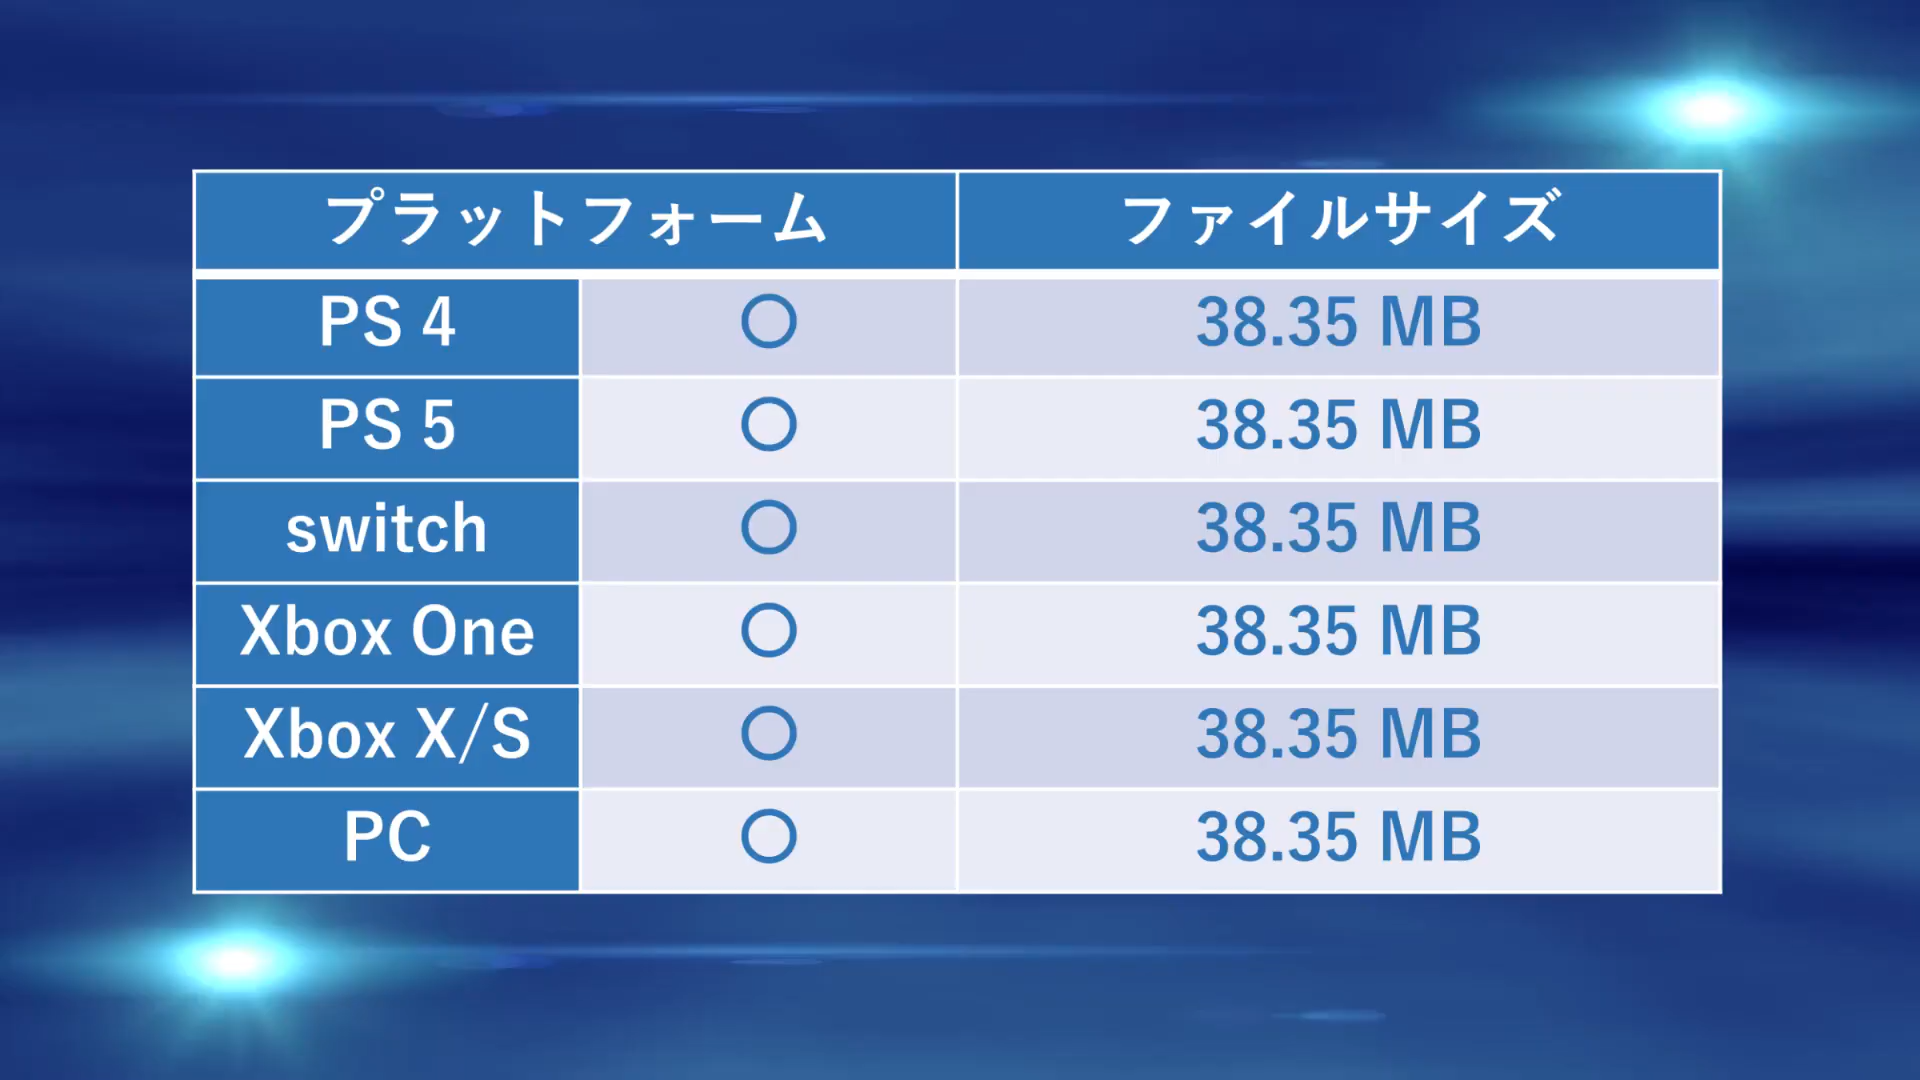 プラットフォーム ファイルサイズ
PS 4 ○ 38.35 MB
PS 5 ○ 38.35 MB
switch ○ 38.35 MB
Xbox One ○ 38.35 MB
Xbox X/S ○ 38.35 MB
PC ○ 38.35 MB